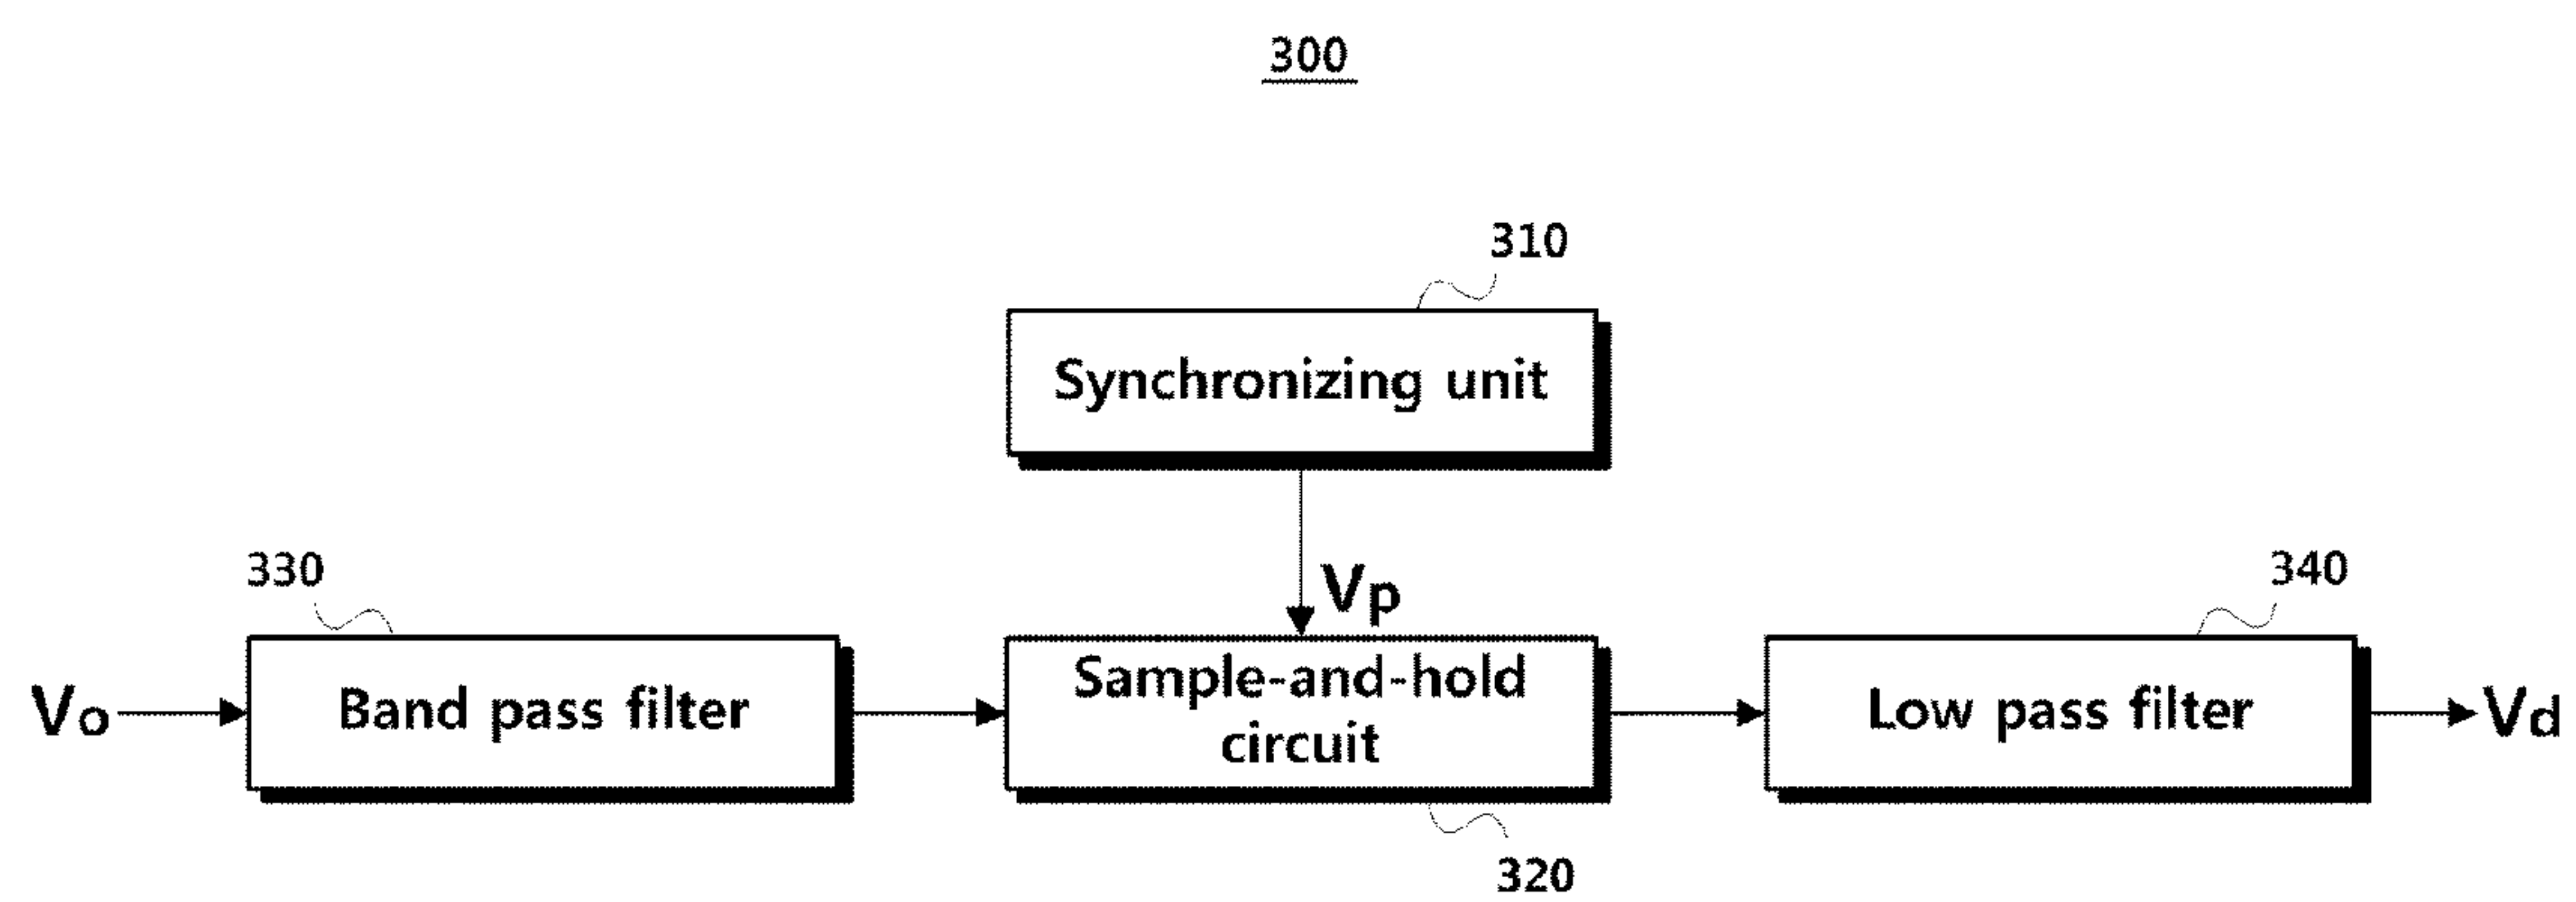 300
310
Synchronizing unit
Vp
330
340
Vo
Band pass filter
Sample-and-hold
circuit
Low pass filter
Vd
320